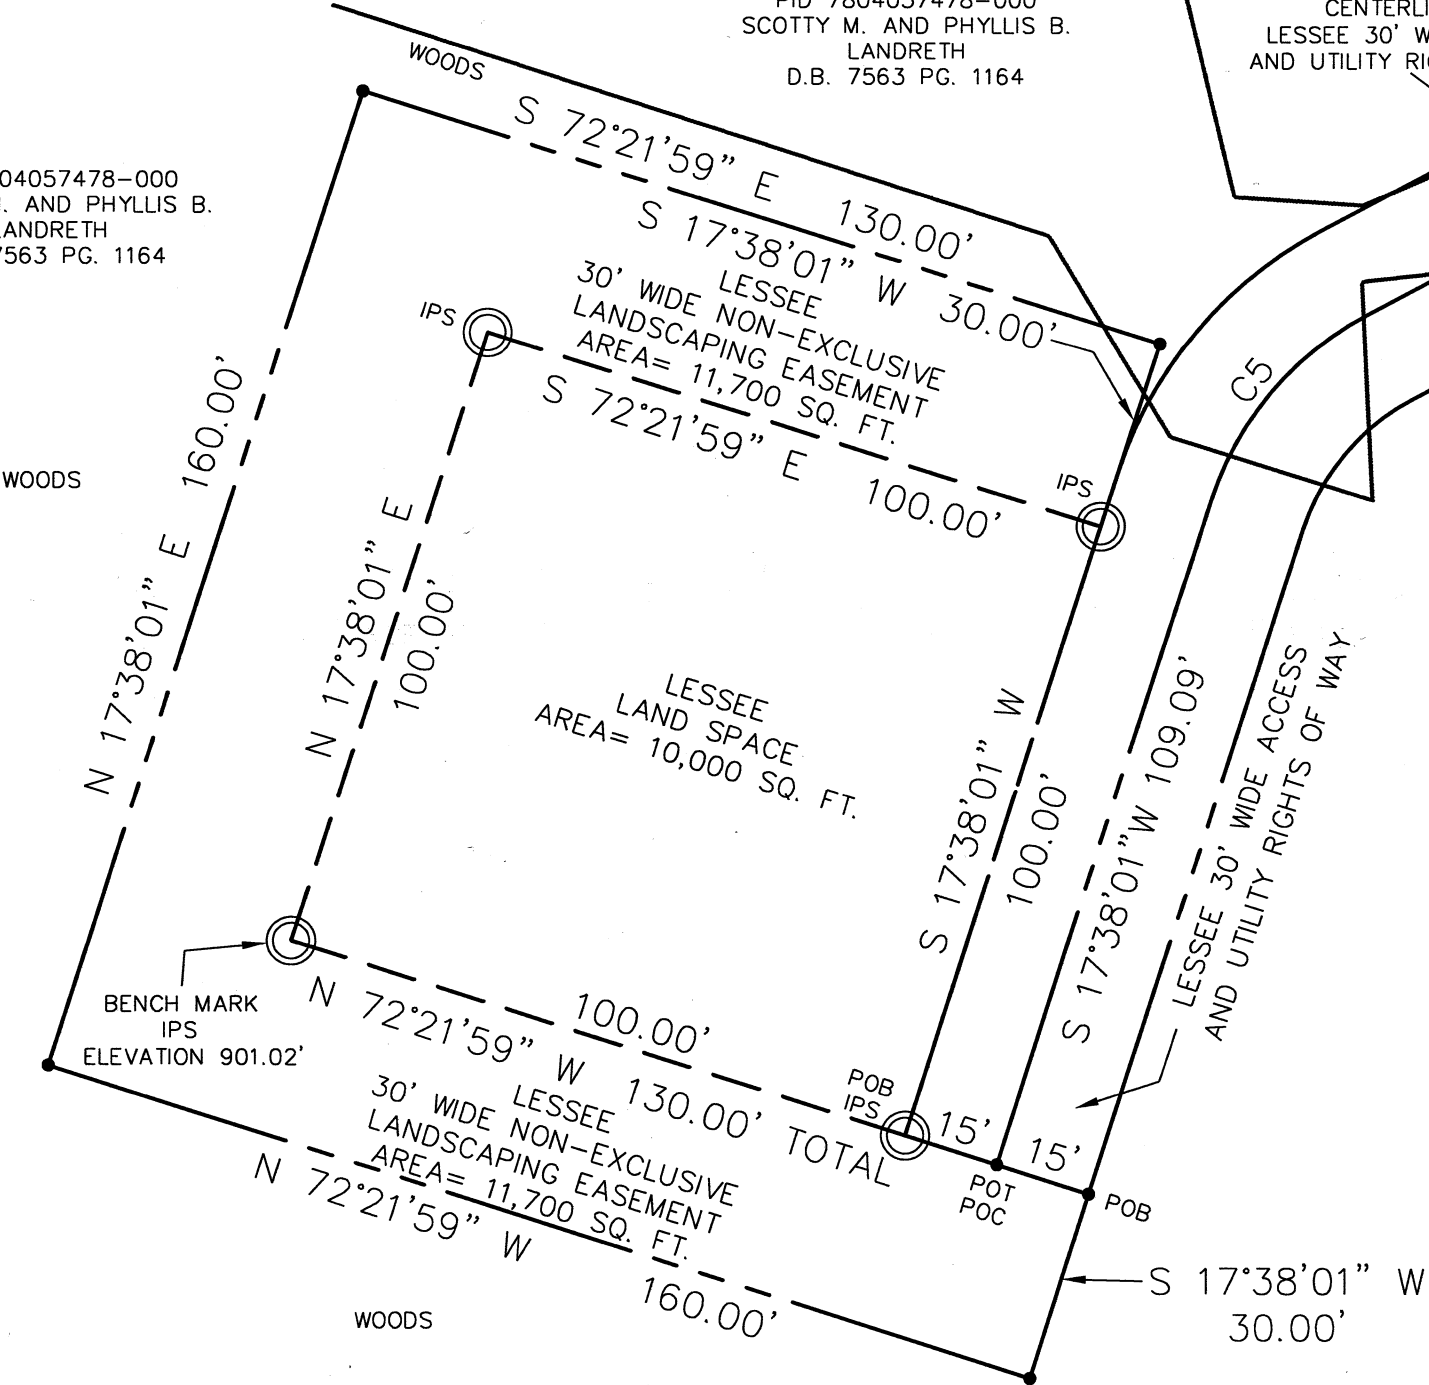 PID 7804057478-000
SCOTTY M. AND PHYLLIS B.
LANDRETH
D.B. 7563 PG. 1164
CENTERLI
LESSEE 30' W
AND UTILITY RIG
WOODS
S 72°21'59" E 130.00'
04057478-000
. AND PHYLLIS B.
LANDRETH
7563 PG. 1164
S 17°38'01" W 30.00'
LESSEE
30' WIDE NON-EXCLUSIVE
LANDSCAPING EASEMENT
AREA= 11,700 SQ. FT.
IPS
S 72°21'59" E 100.00'
IPS
C5
N 17°38'01" E 160.00'
WOODS
N 17°38'01" E
100.00'
LESSEE
LAND SPACE
AREA= 10,000 SQ. FT.
S 17°38'01" W
100.00'
S 17°38'01" W 109.09'
LESSEE 30' WIDE ACCESS
AND UTILITY RIGHTS OF WAY
BENCH MARK
IPS
ELEVATION 901.02'
100.00'
N 72°21'59" W 130.00' TOTAL
POB
IPS
15'
15'
POT
POC
POB
LESSEE
30' WIDE NON-EXCLUSIVE
LANDSCAPING EASEMENT
AREA= 11,700 SQ. FT.
N 72°21'59" W 160.00'
S 17°38'01" W
30.00'
WOODS